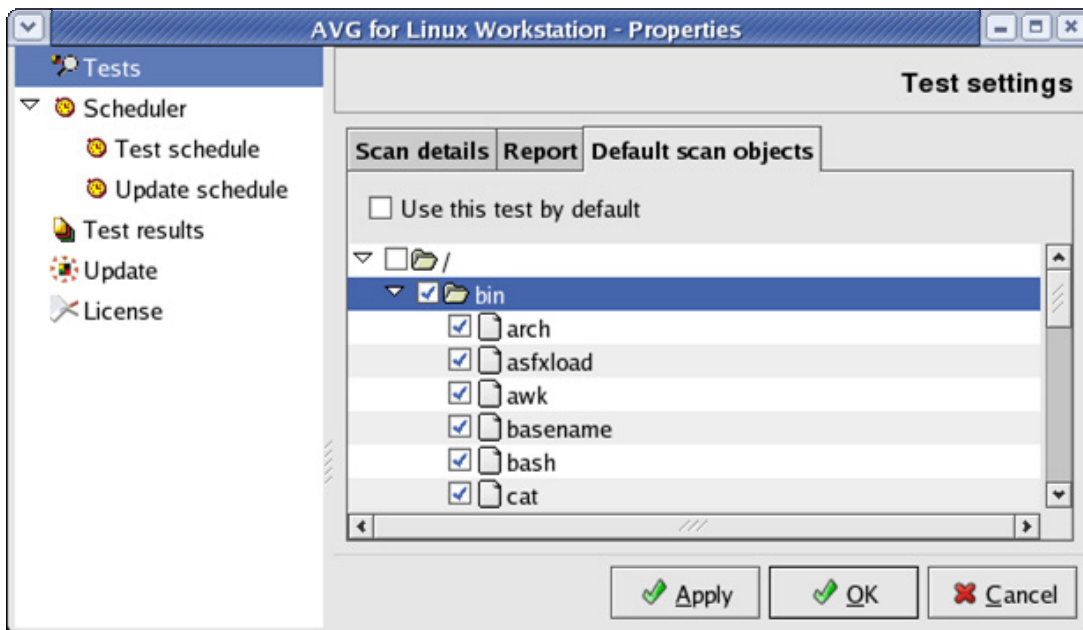 AVG for Linux Workstation - Properties
Tests
Scheduler
Test schedule
Update schedule
Test results
Update
License
Test settings
Scan details Report Default scan objects
Use this test by default
/
bin
arch
asfxload
awk
basename
bash
cat
Apply OK Cancel